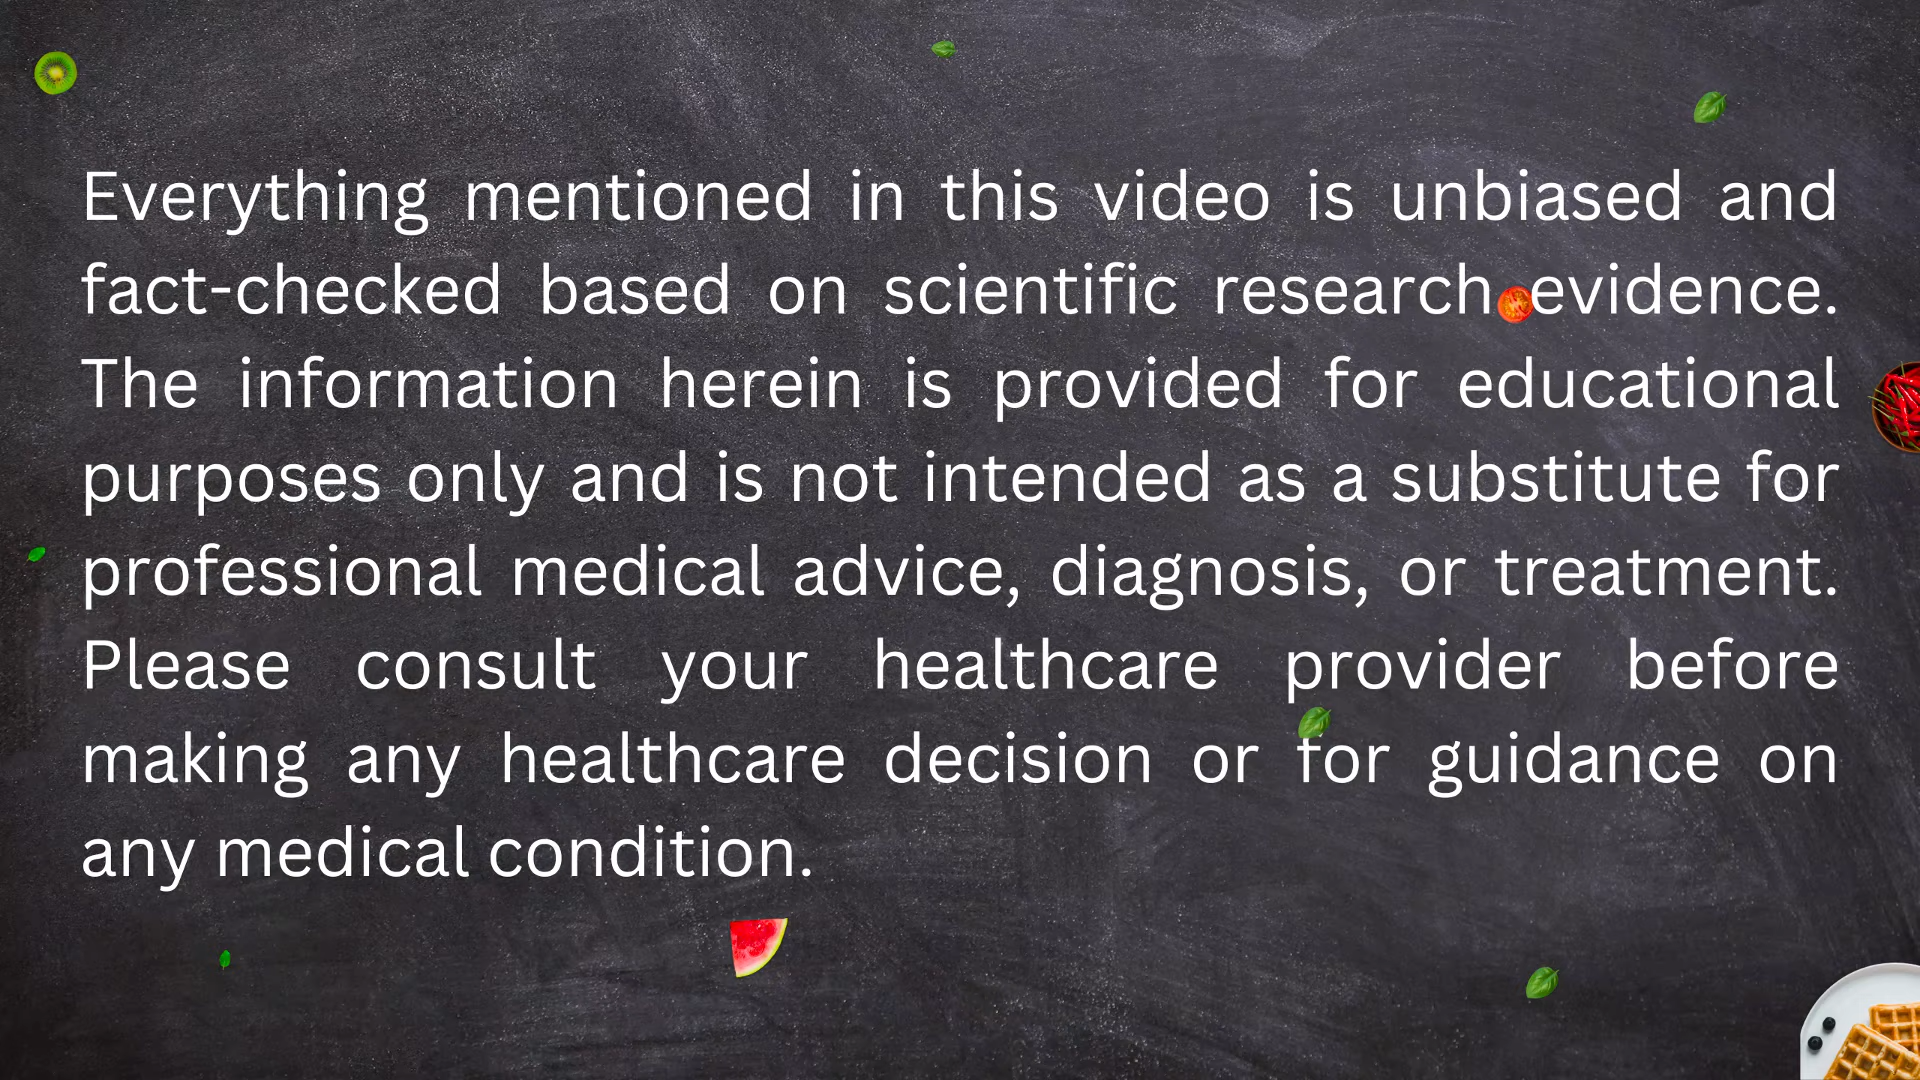 Everything mentioned in this video is unbiased and
fact-checked based on scientific research evidence.
The information herein is provided for educational
purposes only and is not intended as a substitute for
professional medical advice, diagnosis, or treatment.
Please consult your healthcare provider before
making any healthcare decision or for guidance on
any medical condition.